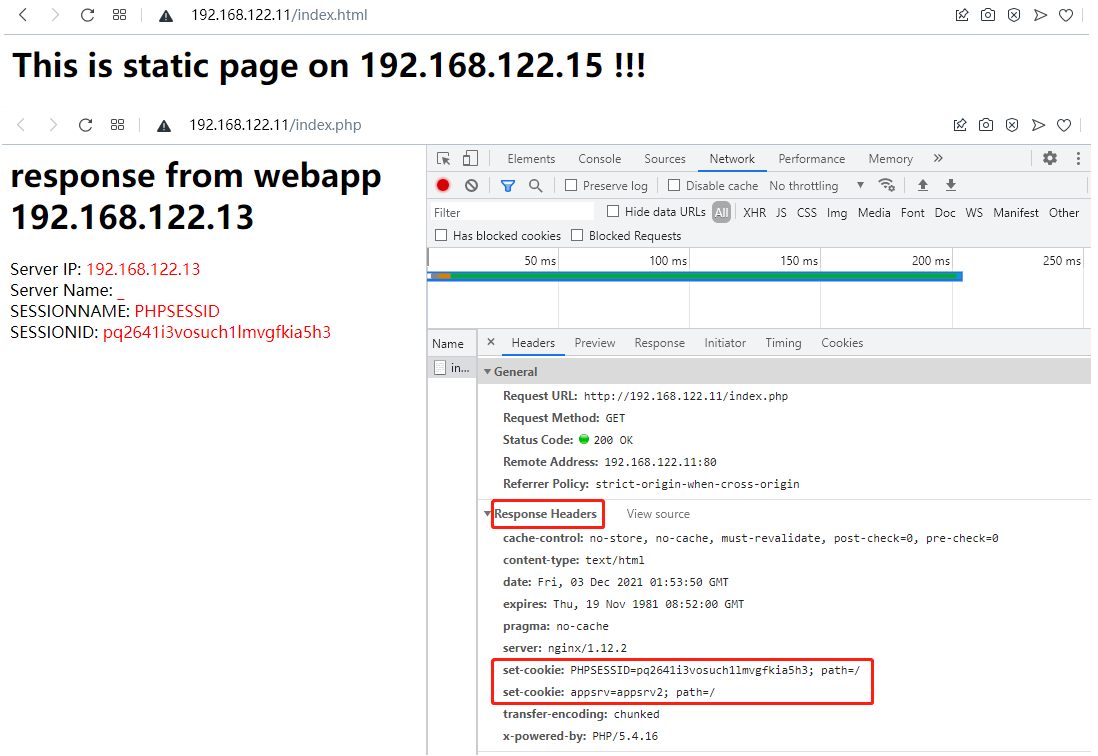 192.168.122.11/index.html
This is static page on 192.168.122.15 !!!
192.168.122.11/index.php
response from webapp
192.168.122.13
Server IP: 192.168.122.13
Server Name: _
SESSIONNAME: PHPSESSID
SESSIONID: pq2641i3vosuch1lmvgfkia5h3
Elements Console Sources Network Performance Memory »
Preserve log Disable cache No throttling
Filter Hide data URLs All XHR JS CSS Img Media Font Doc WS Manifest Other
Has blocked cookies Blocked Requests
50 ms 100 ms 150 ms 200 ms 250 ms
Name × Headers Preview Response Initiator Timing Cookies
in...
General
Request URL: http://192.168.122.11/index.php
Request Method: GET
Status Code: 200 OK
Remote Address: 192.168.122.11:80
Referrer Policy: strict-origin-when-cross-origin
Response Headers View source
cache-control: no-store, no-cache, must-revalidate, post-check=0, pre-check=0
content-type: text/html
date: Fri, 03 Dec 2021 01:53:50 GMT
expires: Thu, 19 Nov 1981 08:52:00 GMT
pragma: no-cache
server: nginx/1.12.2
set-cookie: PHPSESSID=pq2641i3vosuch1lmvgfkia5h3; path=/
set-cookie: appsrv=appsrv2; path=/
transfer-encoding: chunked
x-powered-by: PHP/5.4.16